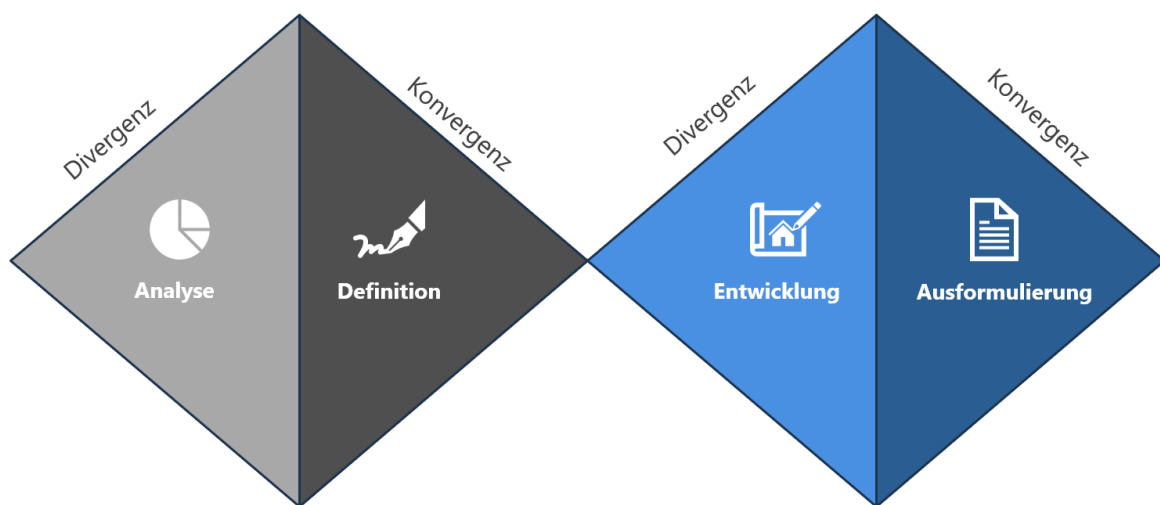 Divergenz
Konvergenz
Analyse
Definition
Divergenz
Konvergenz
Entwicklung
Ausformulierung